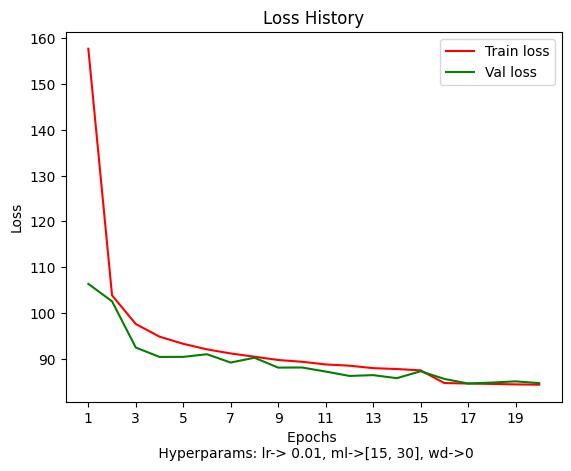 Loss History
160
150
140
130
120
110
100
90
Loss
Train loss
Val loss
1 3 5 7 9 11 13 15 17 19
Epochs
Hyperparams: lr-> 0.01, ml->[15, 30], wd->0